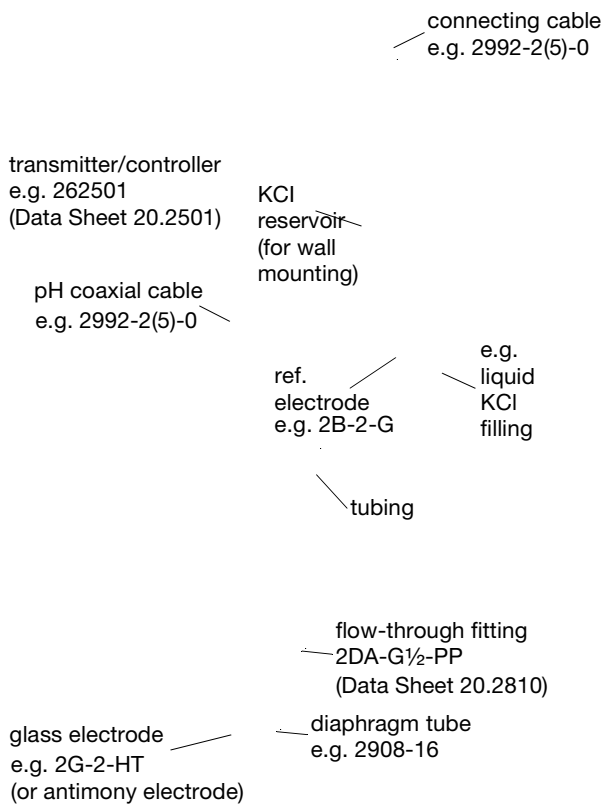 connecting cable
e.g. 2992-2(5)-0
transmitter/controller
e.g. 262501
(Data Sheet 20.2501)
KCl
reservoir
(for wall
mounting)
pH coaxial cable
e.g. 2992-2(5)-0
ref.
electrode
e.g. 2B-2-G
e.g.
liquid
KCl
filling
tubing
flow-through fitting
2DA-G½-PP
(Data Sheet 20.2810)
diaphragm tube
e.g. 2908-16
glass electrode
e.g. 2G-2-HT
(or antimony electrode)